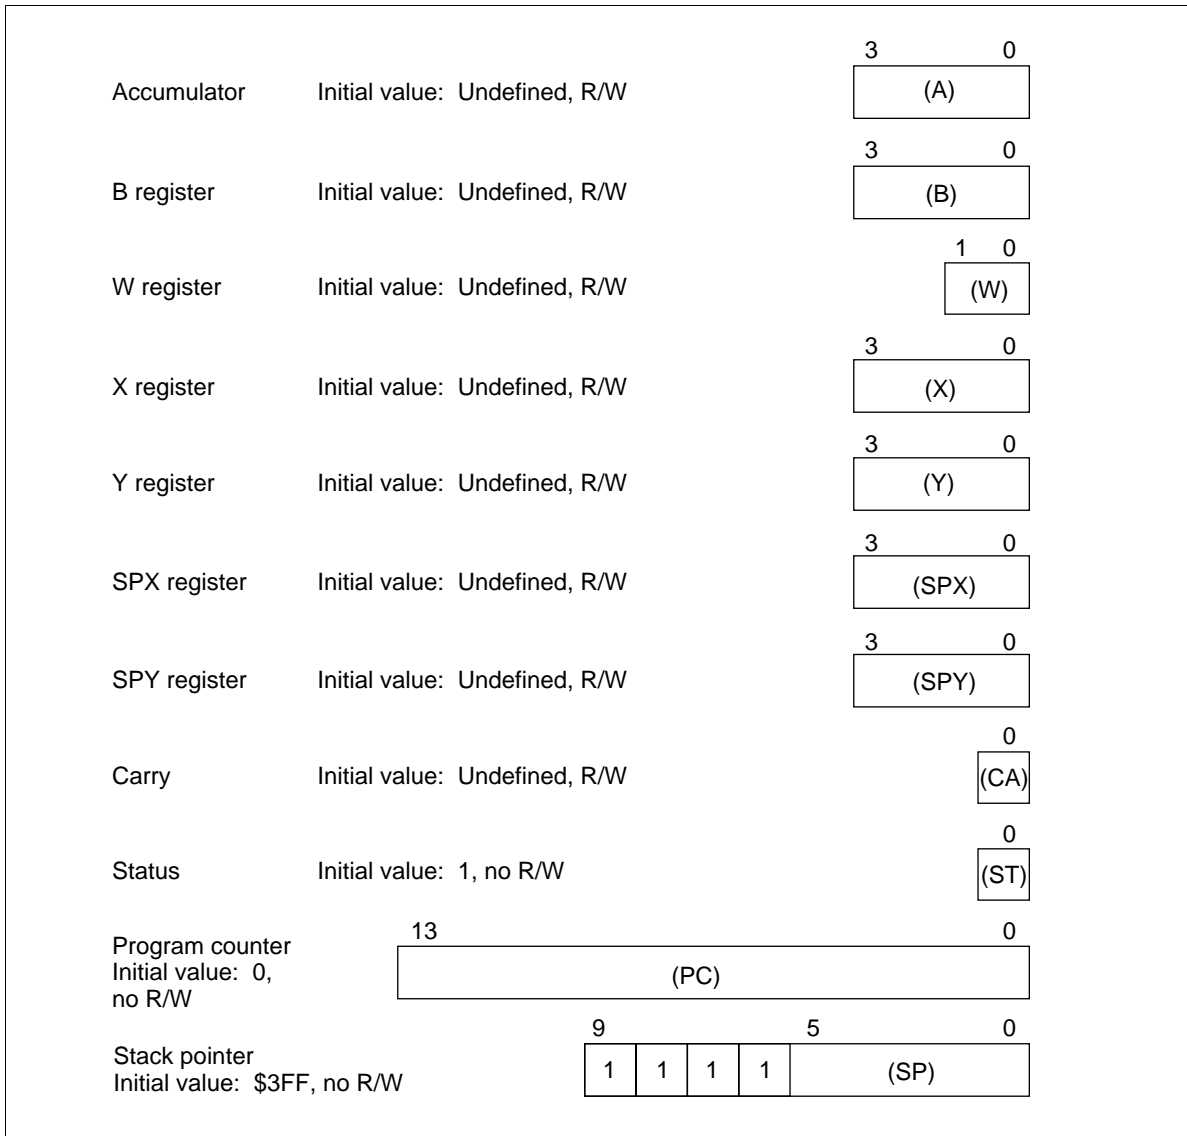 3 0
Accumulator Initial value: Undefined, R/W (A)
3 0
B register Initial value: Undefined, R/W (B)
1 0
W register Initial value: Undefined, R/W (W)
3 0
X register Initial value: Undefined, R/W (X)
3 0
Y register Initial value: Undefined, R/W (Y)
3 0
SPX register Initial value: Undefined, R/W (SPX)
3 0
SPY register Initial value: Undefined, R/W (SPY)
0
Carry Initial value: Undefined, R/W (CA)
0
Status Initial value: 1, no R/W (ST)
13 0
Program counter
Initial value: 0,
no R/W
(PC)
9 5 0
Stack pointer
Initial value: $3FF, no R/W
1 1 1 1 (SP)